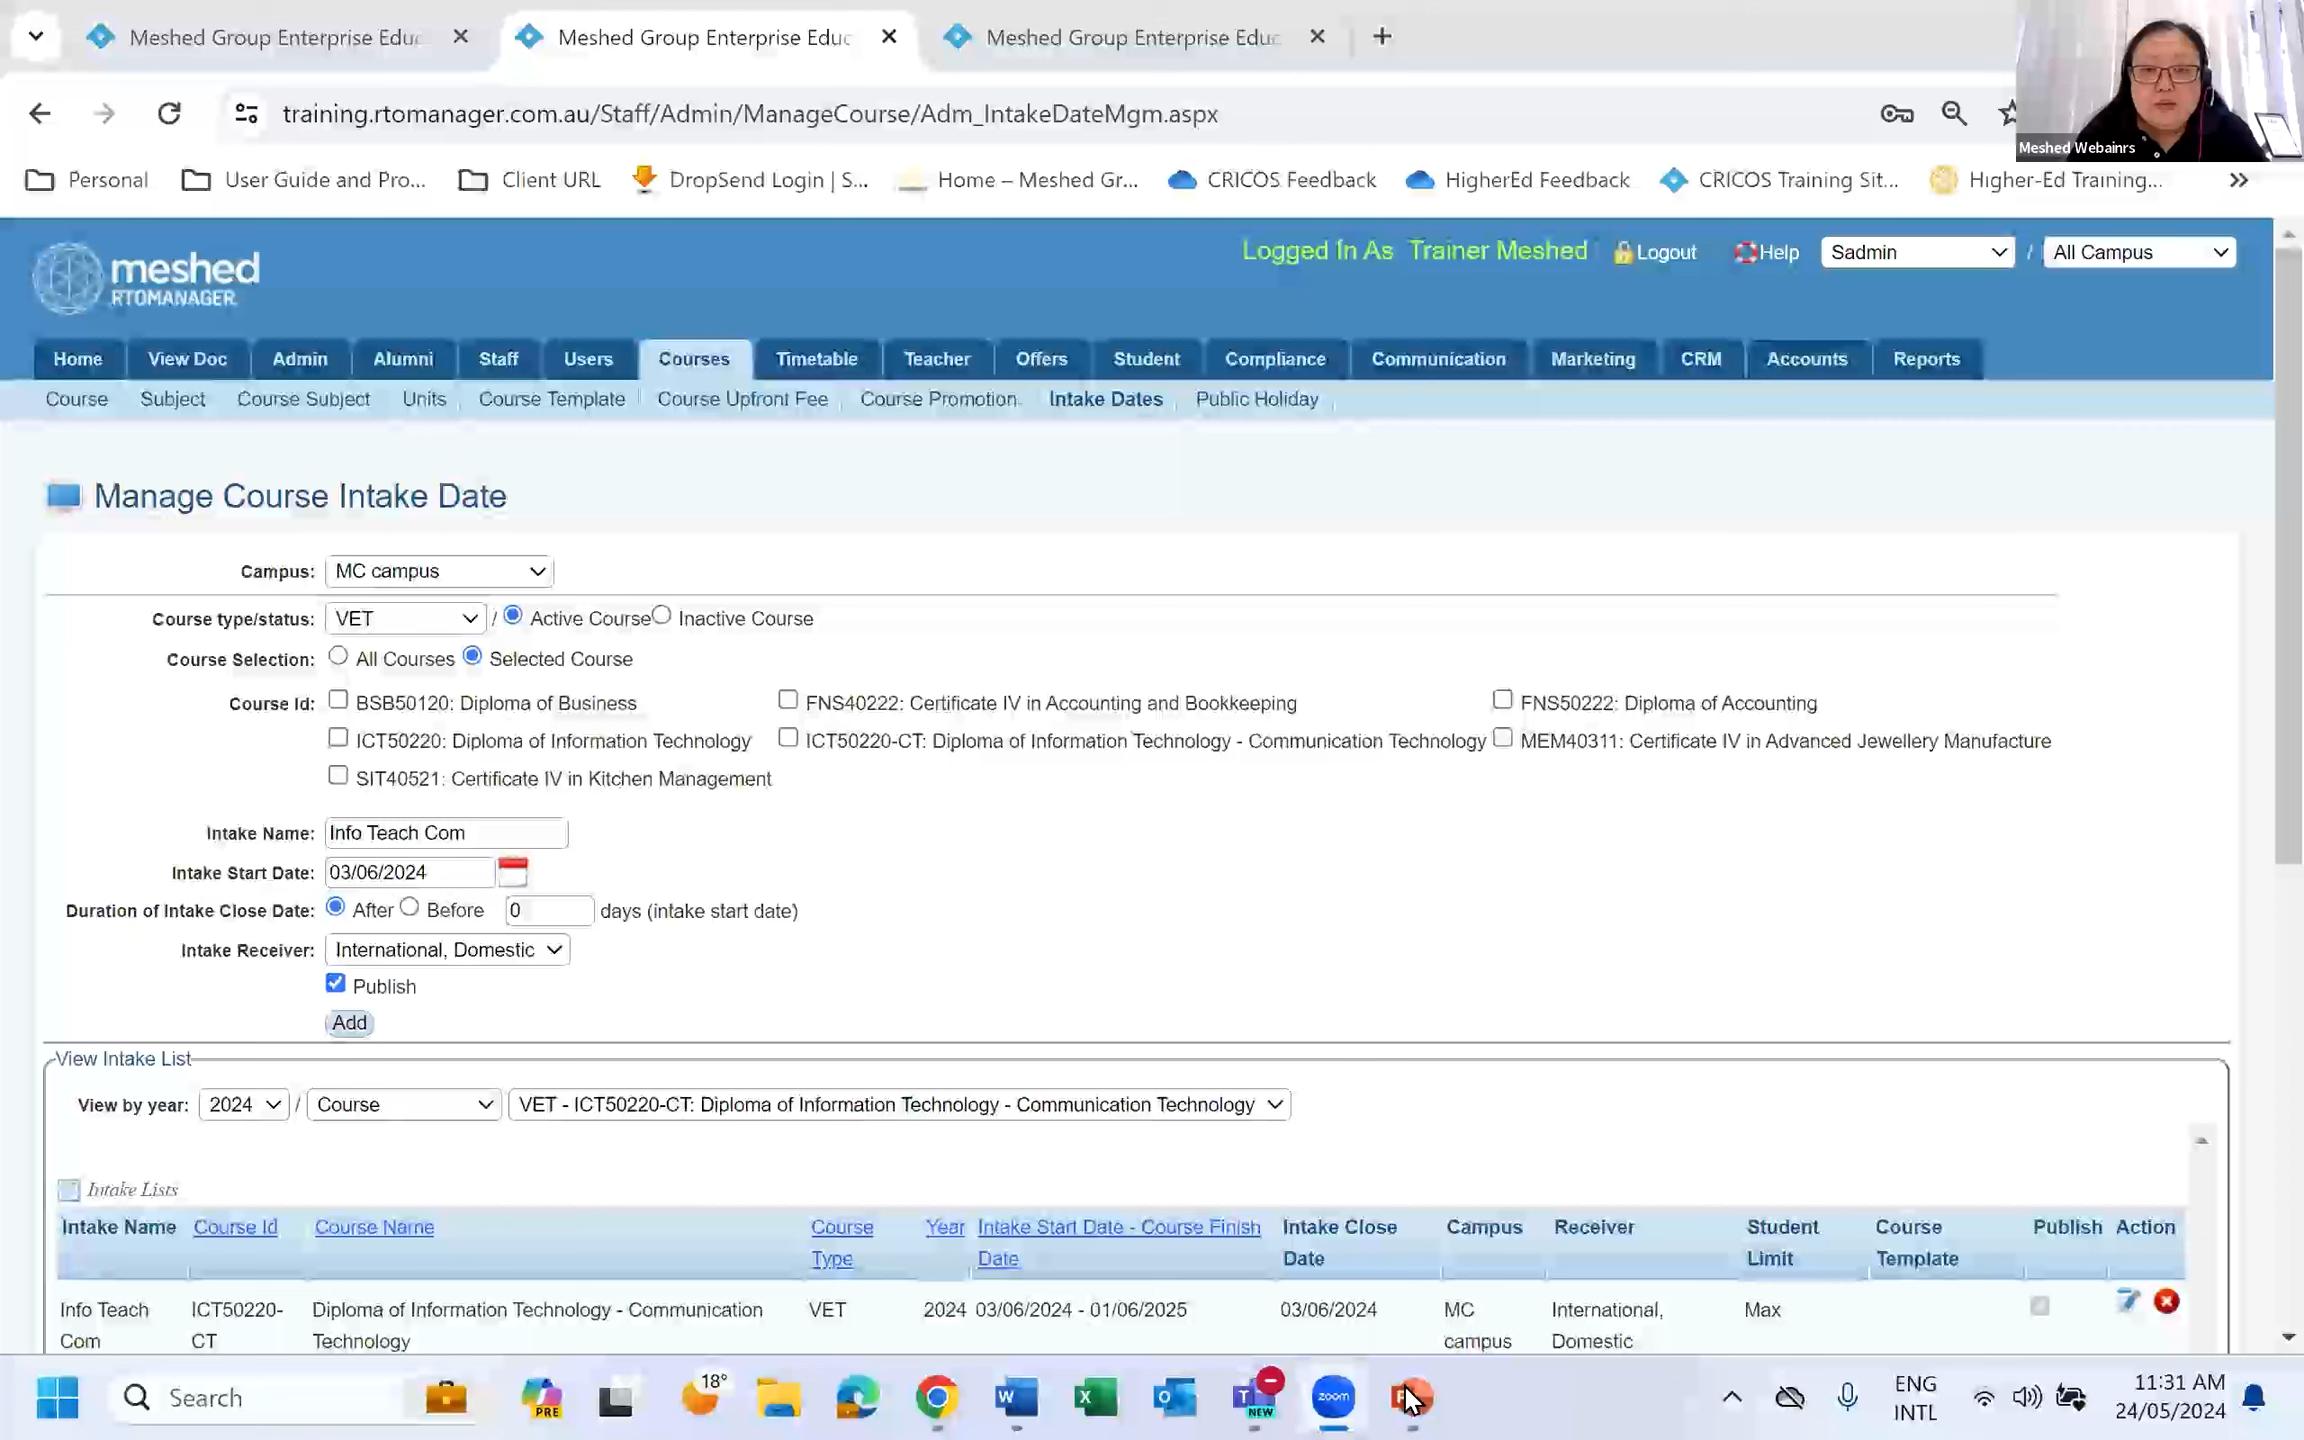 Meshed Group Enterprise Educ
Meshed Group Enterprise Educ
Meshed Group Enterprise Educ
training.rtomanager.com.au/Staff/Admin/ManageCourse/Adm_IntakeDateMgm.aspx
Meshed Webainrs
Personal
User Guide and Pro...
Client URL
DropSend Login | S...
Home – Meshed Gr...
CRICOS Feedback
HigherEd Feedback
CRICOS Training Sit...
Higher-Ed Training...
meshed
RTOMANAGER
Logged In As Trainer Meshed
Logout
Help
Sadmin
/
All Campus
Home View Doc Admin Alumni Staff Users Courses Timetable Teacher Offers Student Compliance Communication Marketing CRM Accounts Reports
Course Subject Course Subject Units Course Template Course Upfront Fee Course Promotion Intake Dates Public Holiday
Manage Course Intake Date
Campus: MC campus
Course type/status: VET / Active Course Inactive Course
Course Selection: All Courses Selected Course
Course Id: BSB50120: Diploma of Business FNS40222: Certificate IV in Accounting and Bookkeeping FNS50222: Diploma of Accounting
ICT50220: Diploma of Information Technology ICT50220-CT: Diploma of Information Technology - Communication Technology MEM40311: Certificate IV in Advanced Jewellery Manufacture
SIT40521: Certificate IV in Kitchen Management
Intake Name: Info Teach Com
Intake Start Date: 03/06/2024
Duration of Intake Close Date: After Before 0 days (intake start date)
Intake Receiver: International, Domestic
Publish
Add
View Intake List
View by year: 2024 / Course VET - ICT50220-CT: Diploma of Information Technology - Communication Technology
Intake Lists
Intake Name Course Id Course Name Course Type Year Intake Start Date - Course Finish Date Intake Close Date Campus Receiver Student Limit Course Template Publish Action
Info Teach Com ICT50220-CT Diploma of Information Technology - Communication Technology VET 2024 03/06/2024 - 01/06/2025 03/06/2024 MC campus International, Domestic Max
Search
PRE
18°
W
X
O
T
NEW
zoom
P
ENG
INTL
11:31 AM
24/05/2024